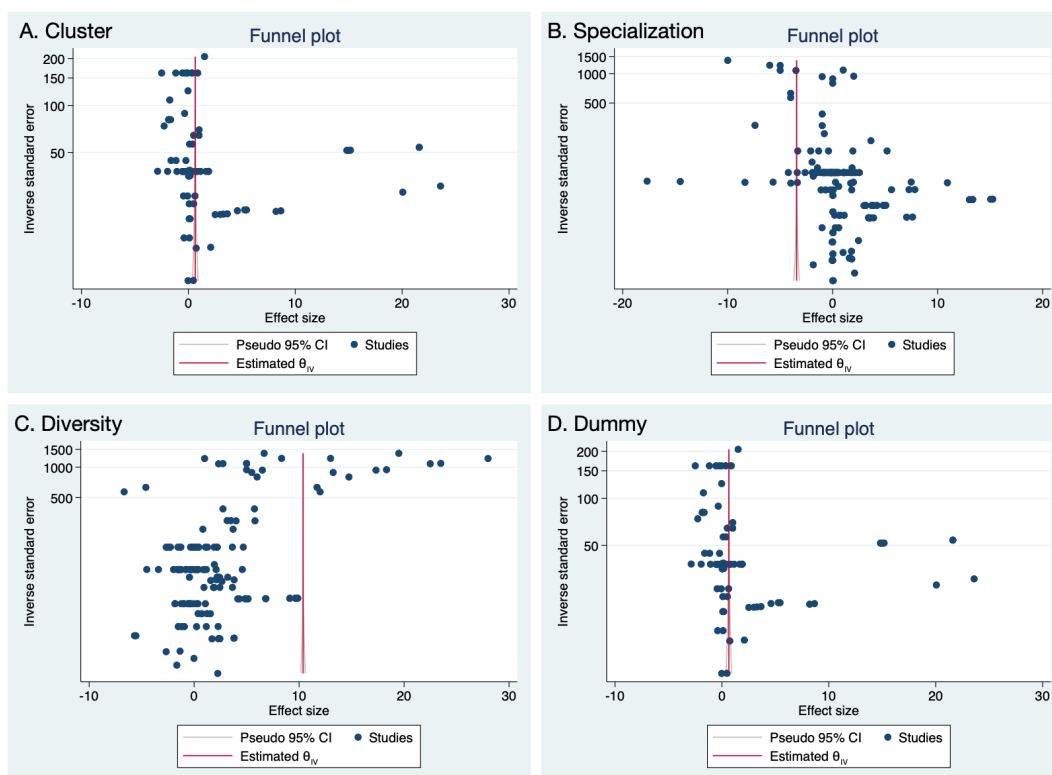 A. Cluster
Funnel plot
Inverse standard error
200
150
100
50
-10 0 10 20 30
Effect size
Pseudo 95% CI Studies
Estimated θIV
B. Specialization
Funnel plot
Inverse standard error
1500
1000
500
-20 -10 0 10 20
Effect size
Pseudo 95% CI Studies
Estimated θIV
C. Diversity
Funnel plot
Inverse standard error
1500
1000
500
-10 0 10 20 30
Effect size
Pseudo 95% CI Studies
Estimated θIV
D. Dummy
Funnel plot
Inverse standard error
200
150
100
50
-10 0 10 20 30
Effect size
Pseudo 95% CI Studies
Estimated θIV